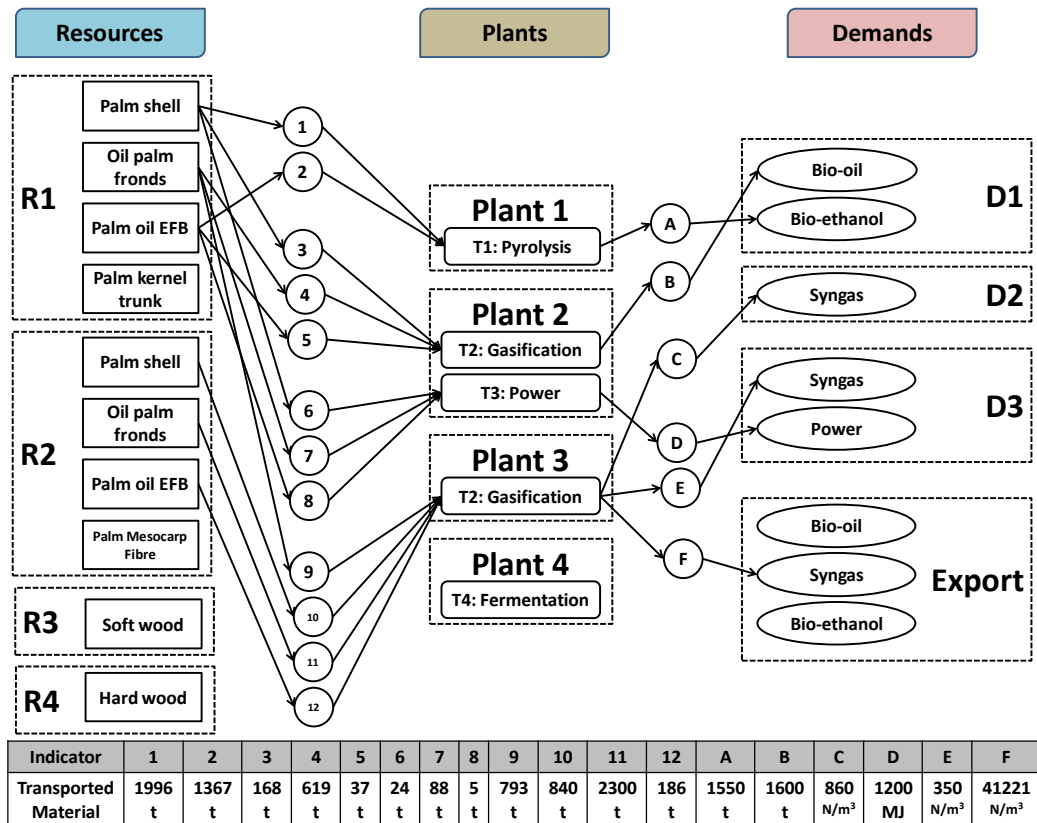 Resources
Plants
Demands
R1
Palm shell
Oil palm
fronds
Palm oil EFB
Palm kernel
trunk
R2
Palm shell
Oil palm
fronds
Palm oil EFB
Palm Mesocarp
Fibre
R3
Soft wood
R4
Hard wood
1
2
3
4
5
6
7
8
9
10
11
12
Plant 1
T1: Pyrolysis
Plant 2
T2: Gasification
T3: Power
Plant 3
T2: Gasification
Plant 4
T4: Fermentation
A
B
C
D
E
F
Bio-oil
Bio-ethanol
D1
Syngas
D2
Syngas
Power
D3
Bio-oil
Syngas
Bio-ethanol
Export
Indicator 1 2 3 4 5 6 7 8 9 10 11 12 A B C D E F
Transported 1996 1367 168 619 37 24 88 5 793 840 2300 186 1550 1600 860 1200 350 41221
Material t t t t t t t t t t t t t t N/m³ MJ N/m³ N/m³